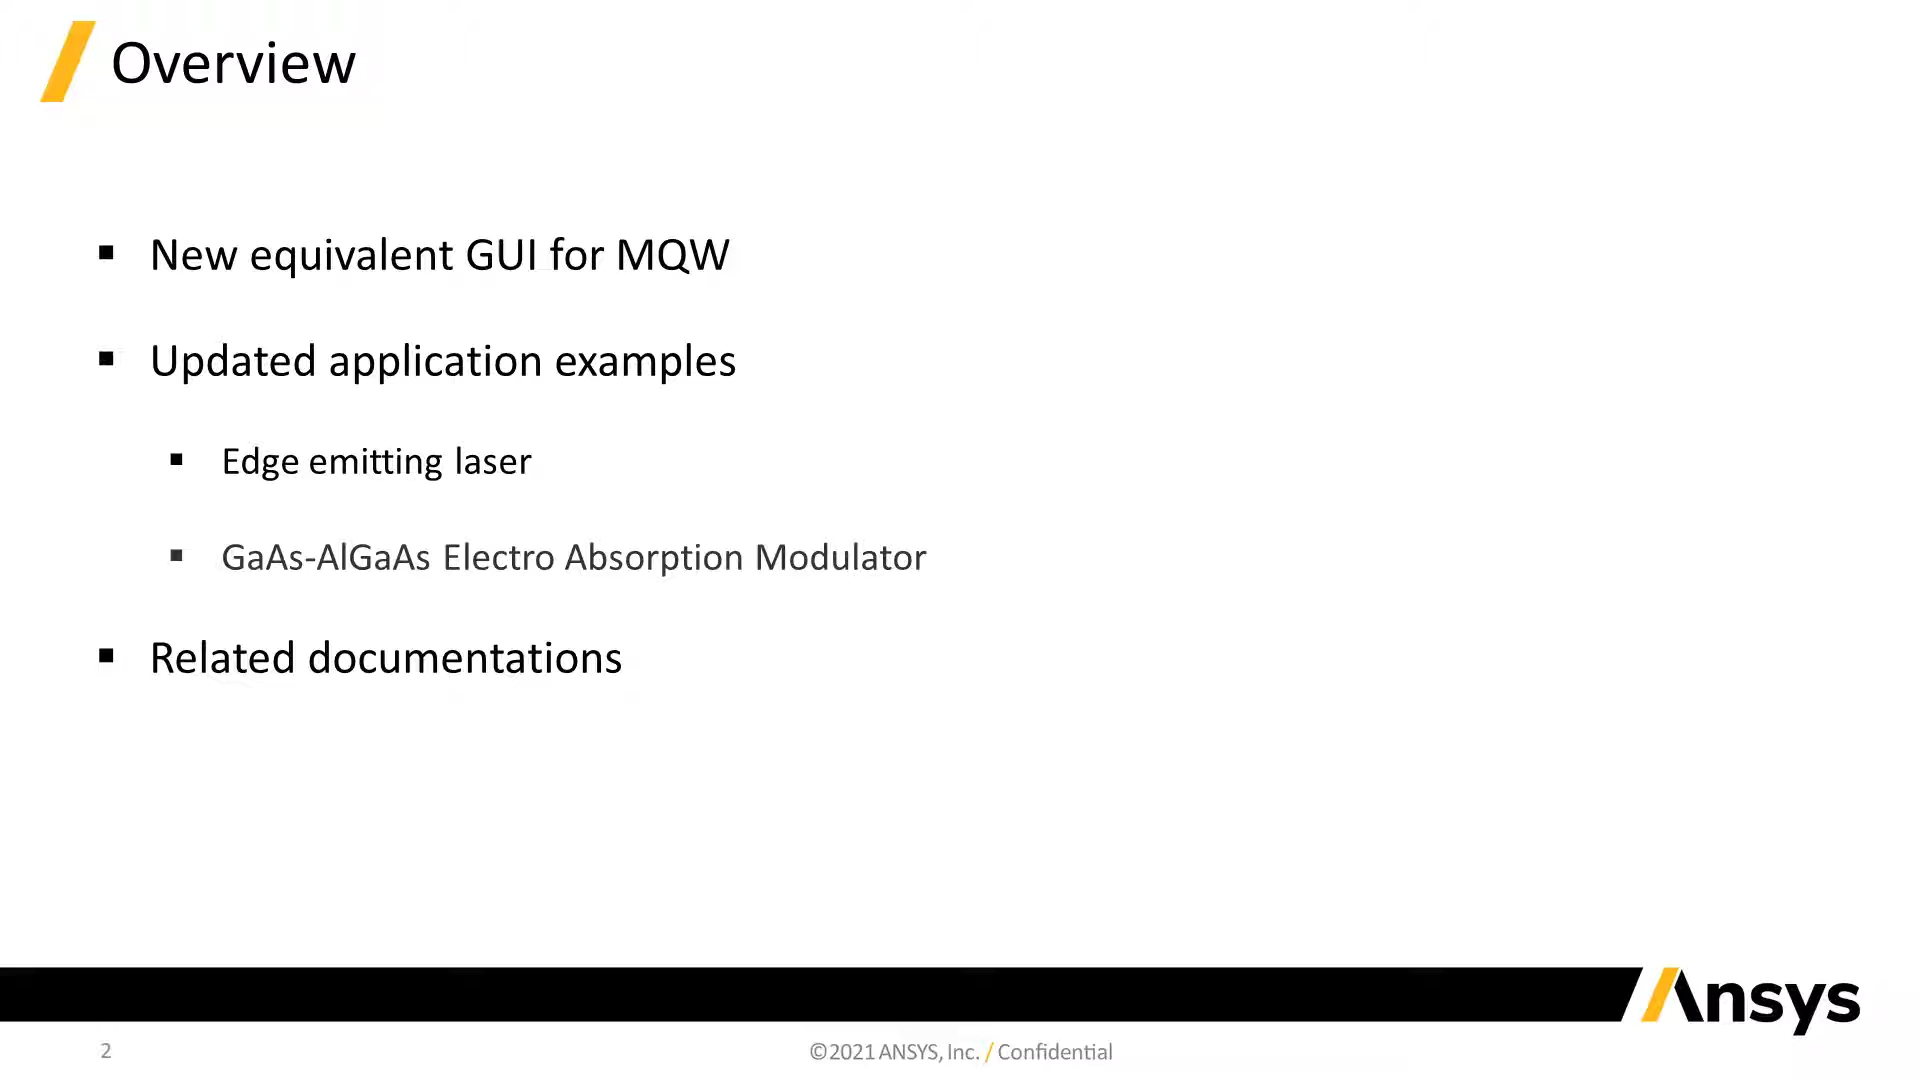 Overview
▪ New equivalent GUI for MQW
▪ Updated application examples
▪ Edge emitting laser
▪ GaAs-AlGaAs Electro Absorption Modulator
▪ Related documentations
Ansys
2
©2021 ANSYS, Inc. / Confidential